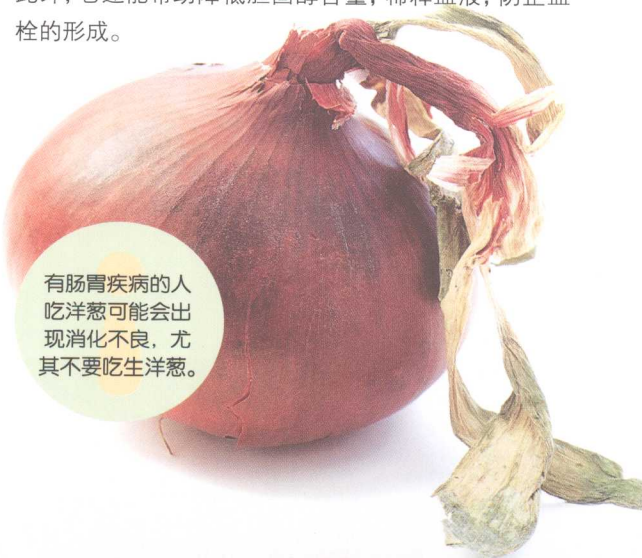 栓的形成。
有肠胃疾病的人
吃洋葱可能会出
现消化不良，尤
其不要吃生洋葱。